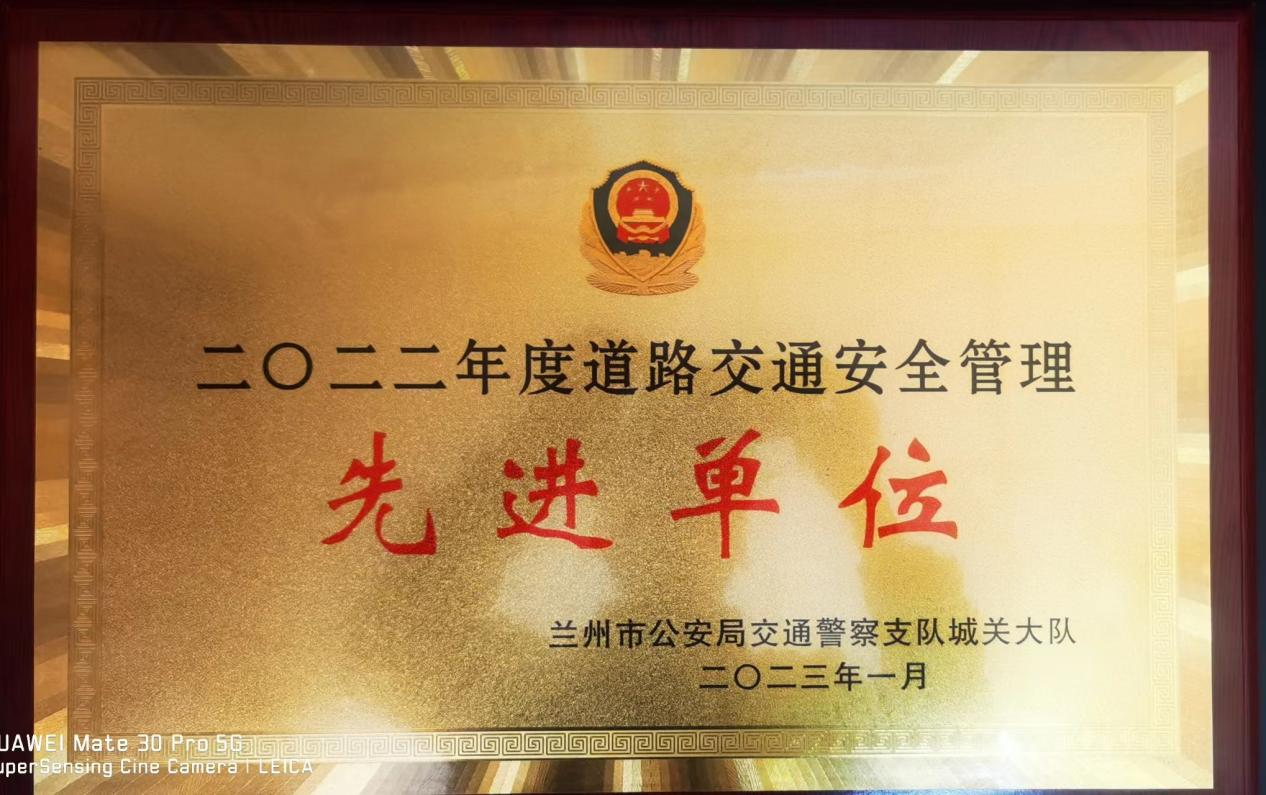 二〇二二年度道路交通安全管理
先进单位
兰州市公安局交通警察支队城关大队
二〇二三年一月
UAWEI Mate 30 Pro 5G
uperSensing Cine Camera | LEICA